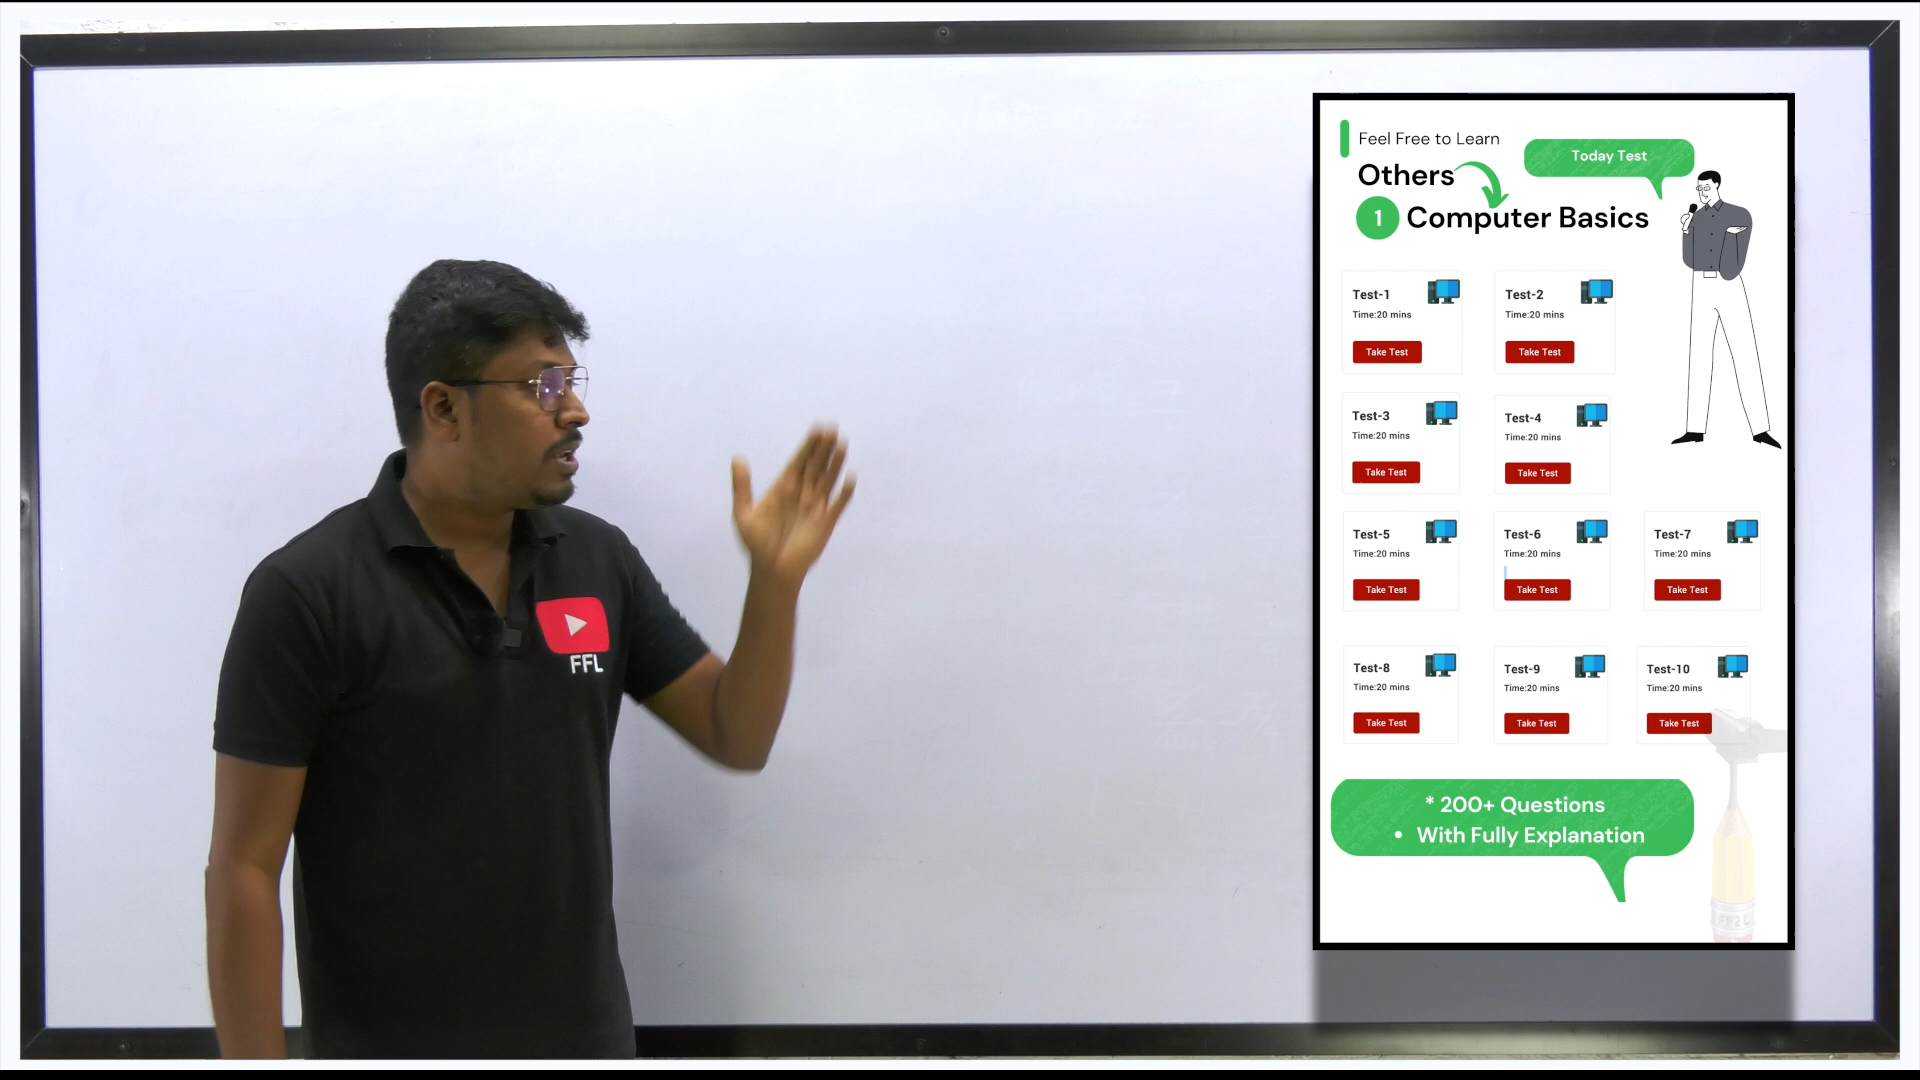 FFL
Feel Free to Learn
Today Test
Others
1 Computer Basics
Test-1
Time:20 mins
Take Test
Test-2
Time:20 mins
Take Test
Test-3
Time:20 mins
Take Test
Test-4
Time:20 mins
Take Test
Test-5
Time:20 mins
Take Test
Test-6
Time:20 mins
Take Test
Test-7
Time:20 mins
Take Test
Test-8
Time:20 mins
Take Test
Test-9
Time:20 mins
Take Test
Test-10
Time:20 mins
Take Test
* 200+ Questions
• With Fully Explanation
FF2L